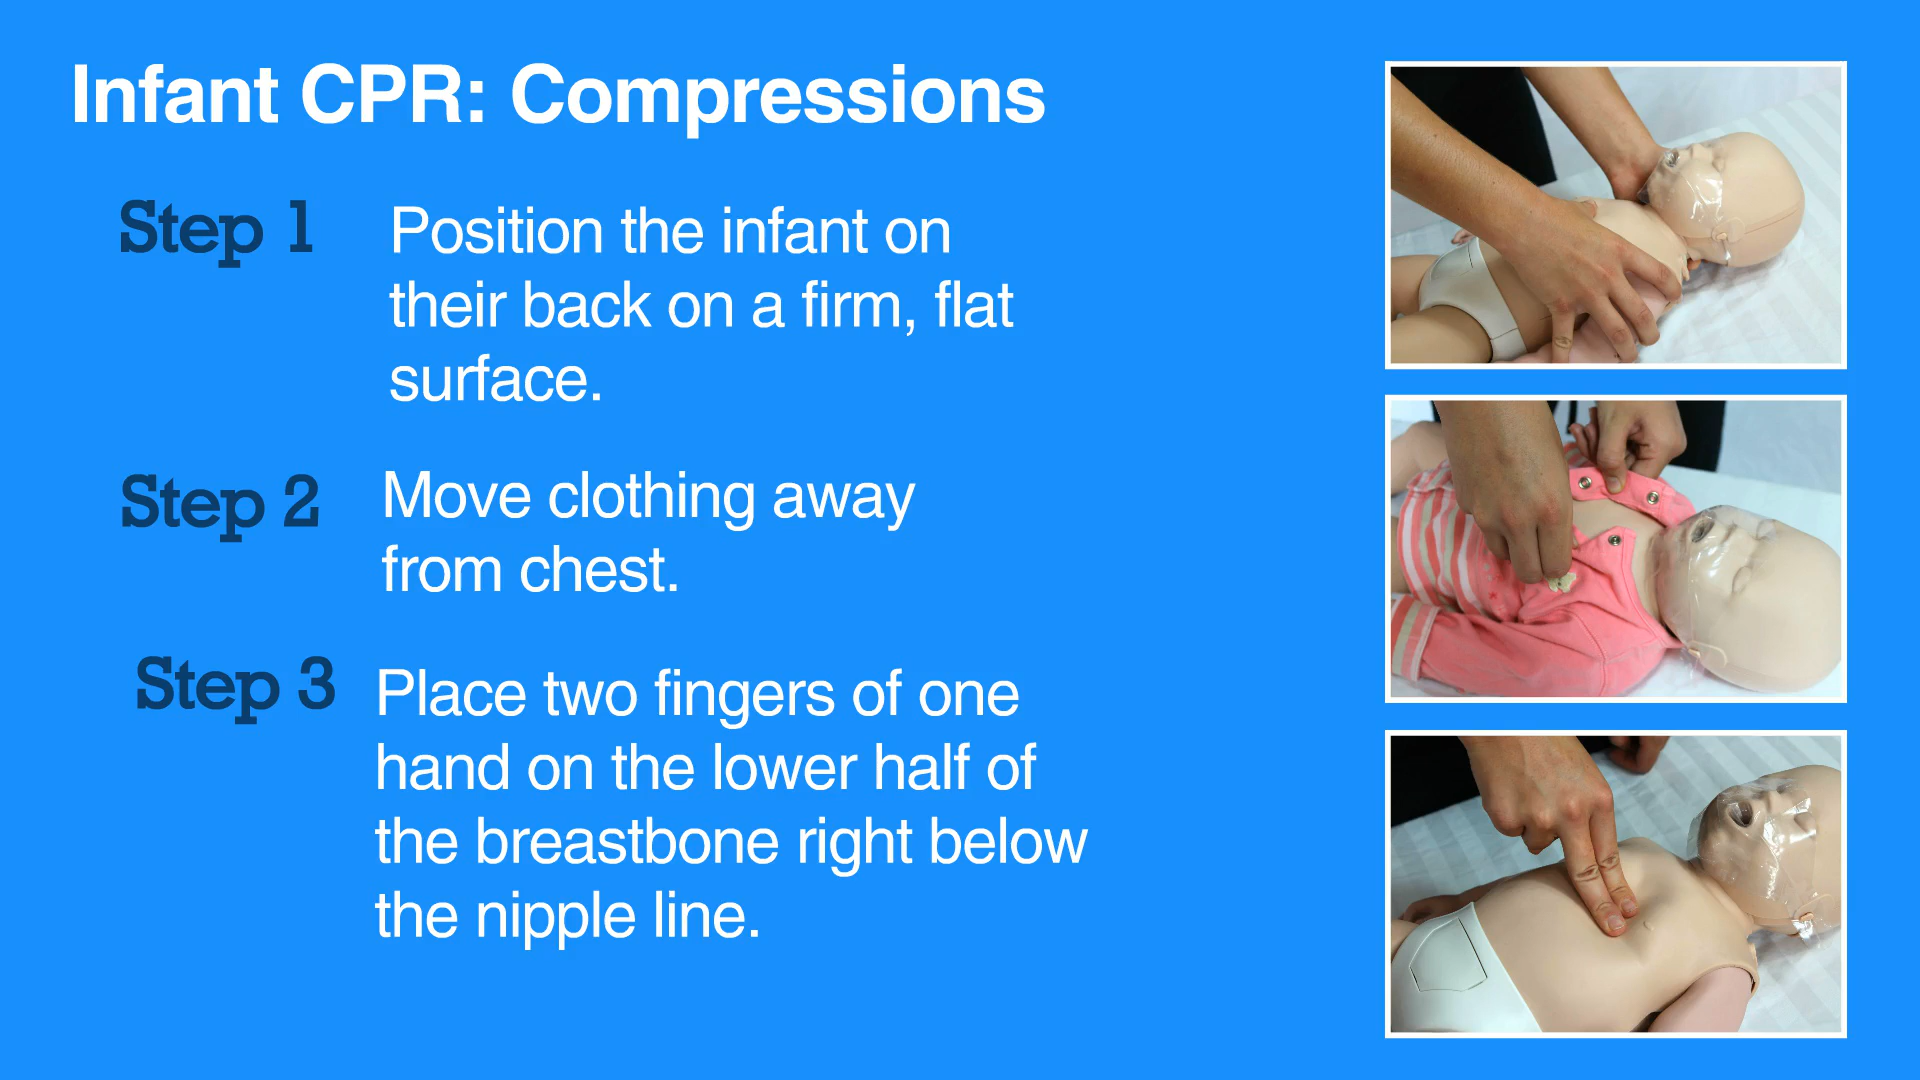 Infant CPR: Compressions
Step 1
Position the infant on
their back on a firm, flat
surface.
Step 2
Move clothing away
from chest.
Step 3
Place two fingers of one
hand on the lower half of
the breastbone right below
the nipple line.